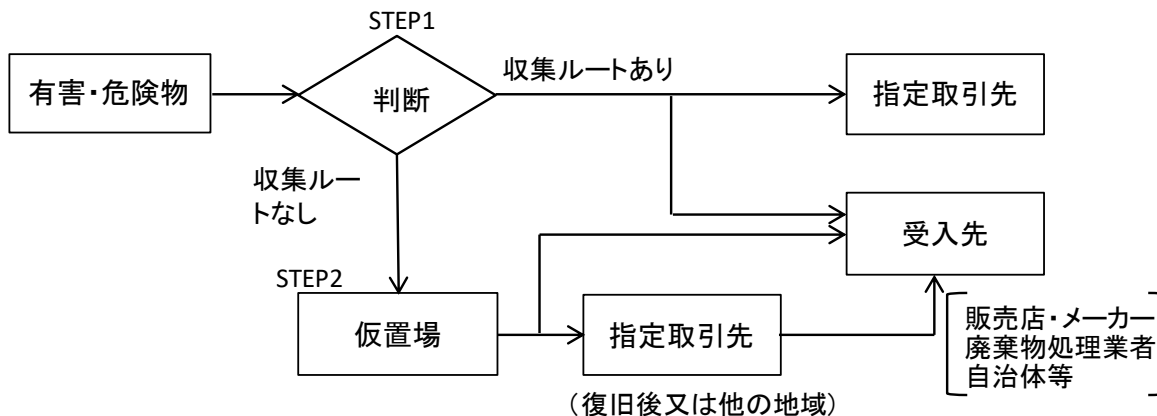 STEP1
有害・危険物
判断
収集ルートあり
指定取引先
収集ルー
トなし
受入先
STEP2
仮置場
指定取引先
（復旧後又は他の地域）
販売店・メーカー
廃棄物処理業者
自治体等